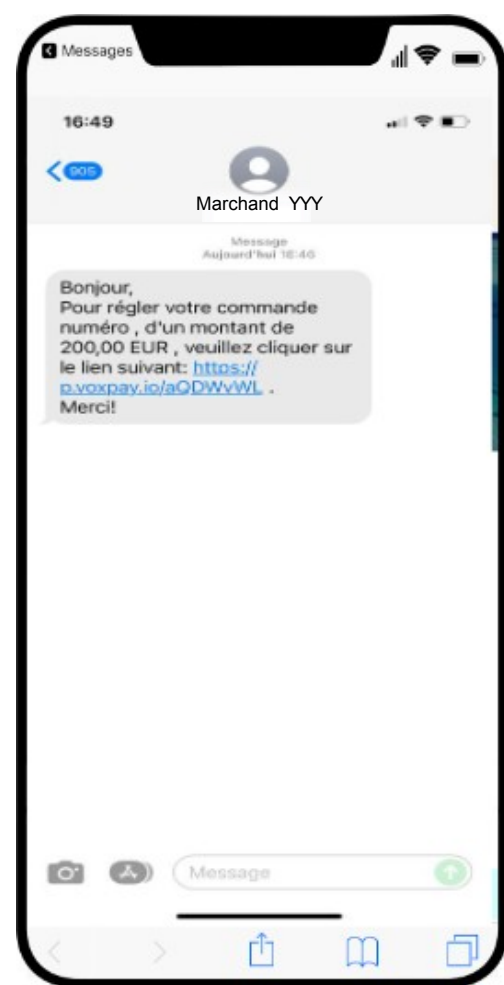 Messages
16:49
905
Marchand YYY
Message
Aujourd'hui 16:46
Bonjour,
Pour régler votre commande
numéro , d'un montant de
200,00 EUR , veuillez cliquer sur
le lien suivant: https://
p.voxpay.io/aQDWvWL .
Merci!
Message